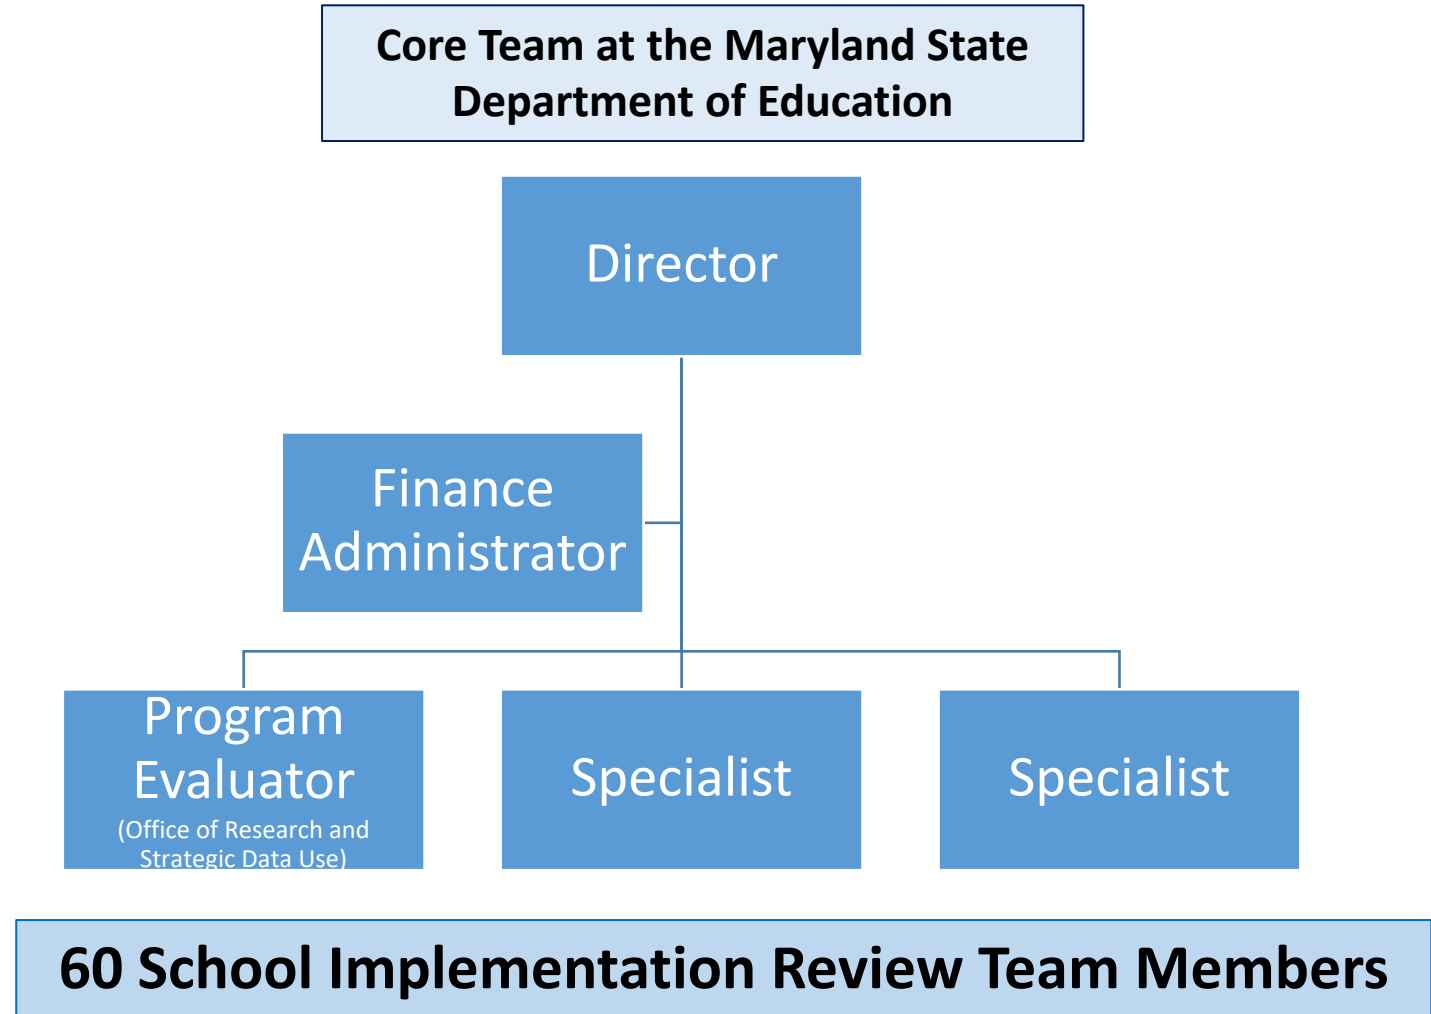 Core Team at the Maryland State
Department of Education
Director
Finance
Administrator
Program
Evaluator
(Office of Research and
Strategic Data Use)
Specialist
Specialist
60 School Implementation Review Team Members